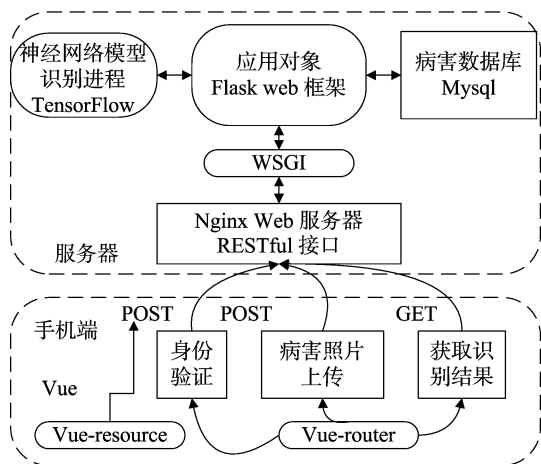 神经网络模型
识别进程
TensorFlow
应用对象
Flask web 框架
病害数据库
Mysql
WSGI
Nginx Web 服务器
RESTful 接口
服务器
手机端
POST
POST
GET
身份
验证
病害照片
上传
获取识
别结果
Vue
Vue-resource
Vue-router